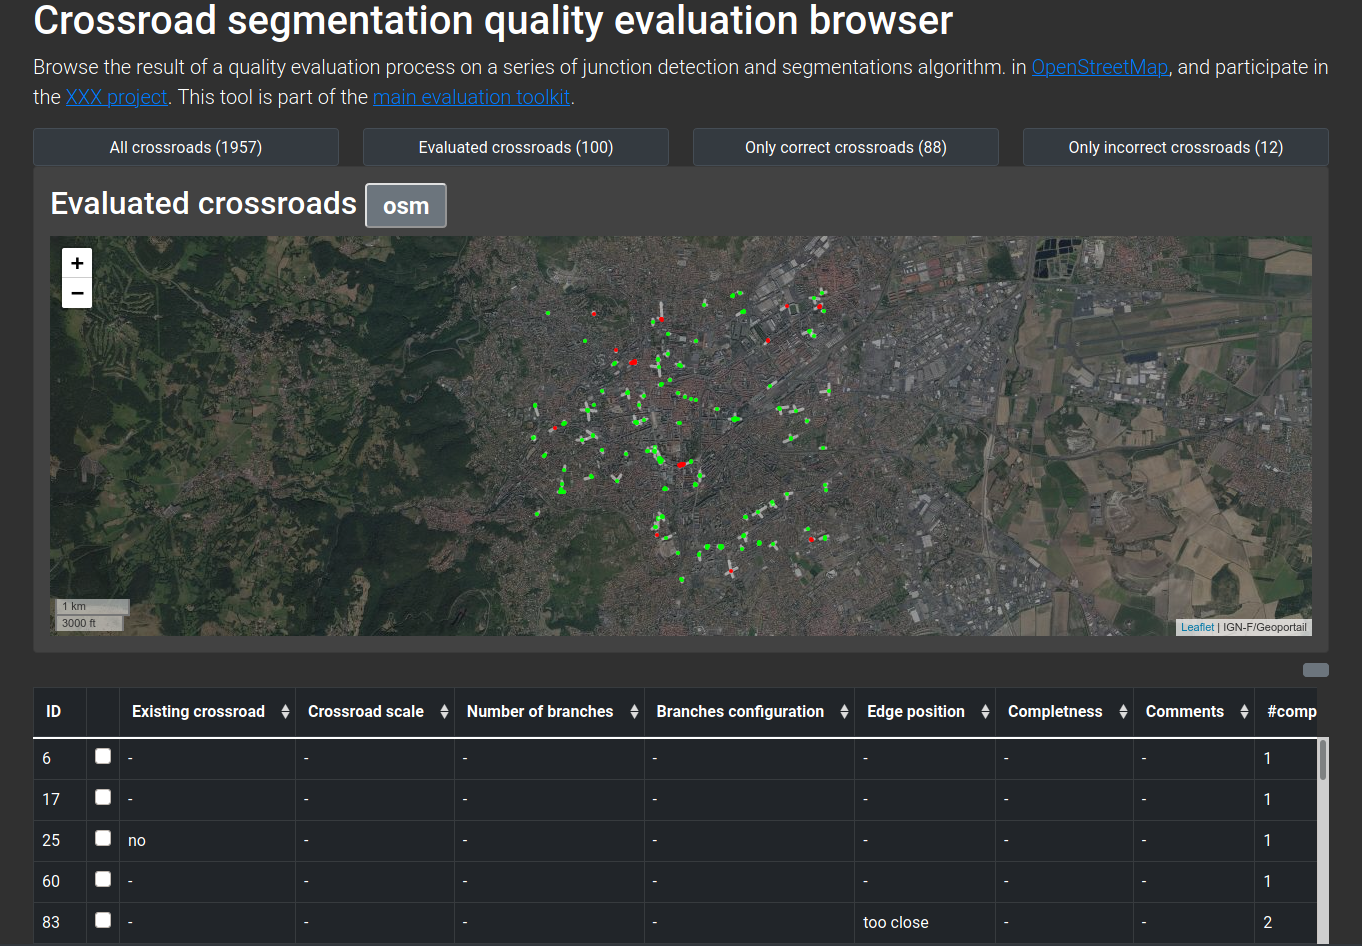 Crossroad segmentation quality evaluation browser
Browse the result of a quality evaluation process on a series of junction detection and segmentations algorithm. in OpenStreetMap, and participate in
the XXX project. This tool is part of the main evaluation toolkit.
All crossroads (1957) Evaluated crossroads (100) Only correct crossroads (88) Only incorrect crossroads (12)
Evaluated crossroads osm
+
−
1 km
3000 ft
Leaflet | IGN-F/Geoportail
ID Existing crossroad Crossroad scale Number of branches Branches configuration Edge position Completness Comments #comp
6 - - - - - - - 1
17 - - - - - - - 1
25 no - - - - - - 1
60 - - - - - - - 1
83 - - - - too close - - 2